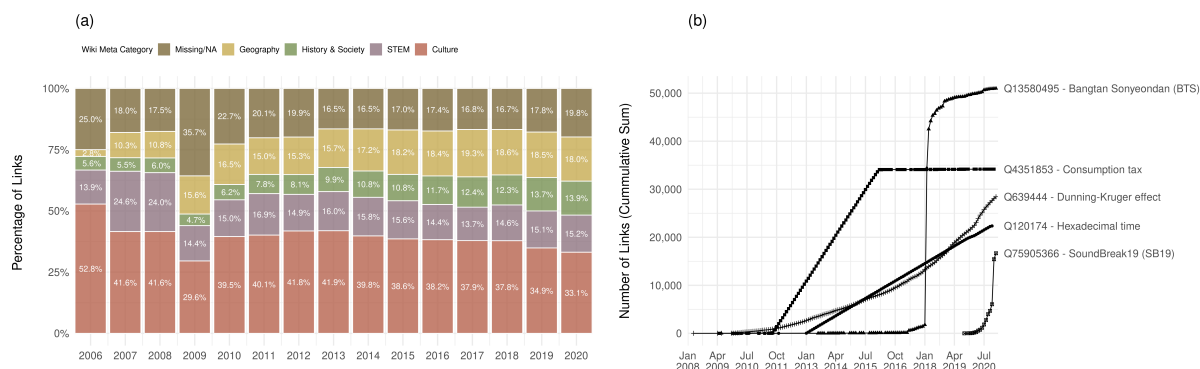 (a)
Wiki Meta Category Missing/NA Geography History & Society STEM Culture
Percentage of Links
100%
75%
50%
25%
0%
25.0% 18.0% 17.5% 35.7% 22.7% 20.1% 19.9% 16.5% 16.5% 17.0% 17.4% 16.8% 16.7% 17.8% 19.8%
10.3% 10.8% 15.6% 16.5% 15.0% 15.3% 15.7% 17.2% 18.2% 18.4% 19.3% 18.6% 18.5% 18.0%
5.6% 5.5% 6.0% 4.7% 6.2% 7.8% 8.1% 9.9% 10.8% 10.8% 11.7% 12.4% 12.3% 13.7% 13.9%
13.9% 24.6% 24.0% 14.4% 15.0% 16.9% 14.9% 16.0% 15.8% 15.6% 14.4% 13.7% 14.6% 15.1% 15.2%
52.8% 41.6% 41.6% 29.6% 39.5% 40.1% 41.8% 41.9% 39.8% 38.6% 38.2% 37.9% 37.8% 34.9% 33.1%
2006 2007 2008 2009 2010 2011 2012 2013 2014 2015 2016 2017 2018 2019 2020
(b)
Number of Links (Cummulative Sum)
50,000
40,000
30,000
20,000
10,000
0
Q13580495 - Bangtan Sonyeondan (BTS)
Q4351853 - Consumption tax
Q639444 - Dunning-Kruger effect
Q120174 - Hexadecimal time
Q75905366 - SoundBreak19 (SB19)
Jan Apr Jul Oct Jan Apr Jul Oct Jan Apr Jul
2008 2009 2010 2011 2013 2014 2015 2016 2018 2019 2020